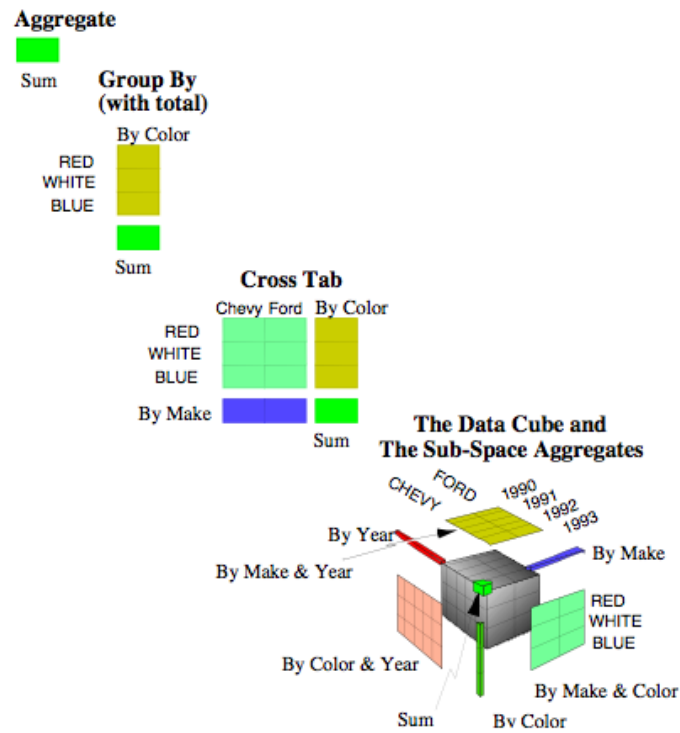 Aggregate
Sum
Group By
(with total)
By Color
RED
WHITE
BLUE
Sum
Cross Tab
Chevy Ford By Color
RED
WHITE
BLUE
By Make
Sum
The Data Cube and
The Sub-Space Aggregates
CHEVY
FORD
1990
1991
1992
1993
By Year
By Make
By Make & Year
RED
WHITE
BLUE
By Color & Year
By Make & Color
Sum
By Color